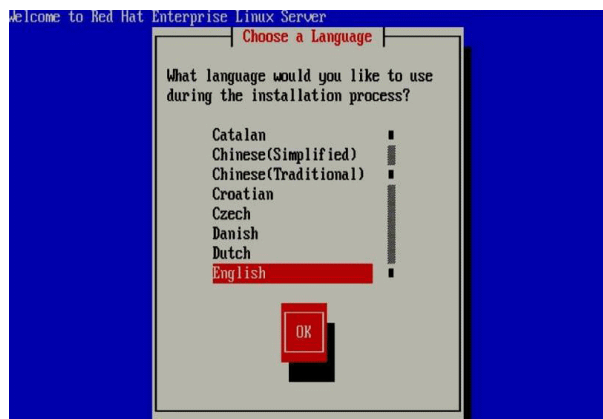 Welcome to Red Hat Enterprise Linux Server
Choose a Language
What language would you like to use
during the installation process?
Catalan
Chinese(Simplified)
Chinese(Traditional)
Croatian
Czech
Danish
Dutch
English
OK